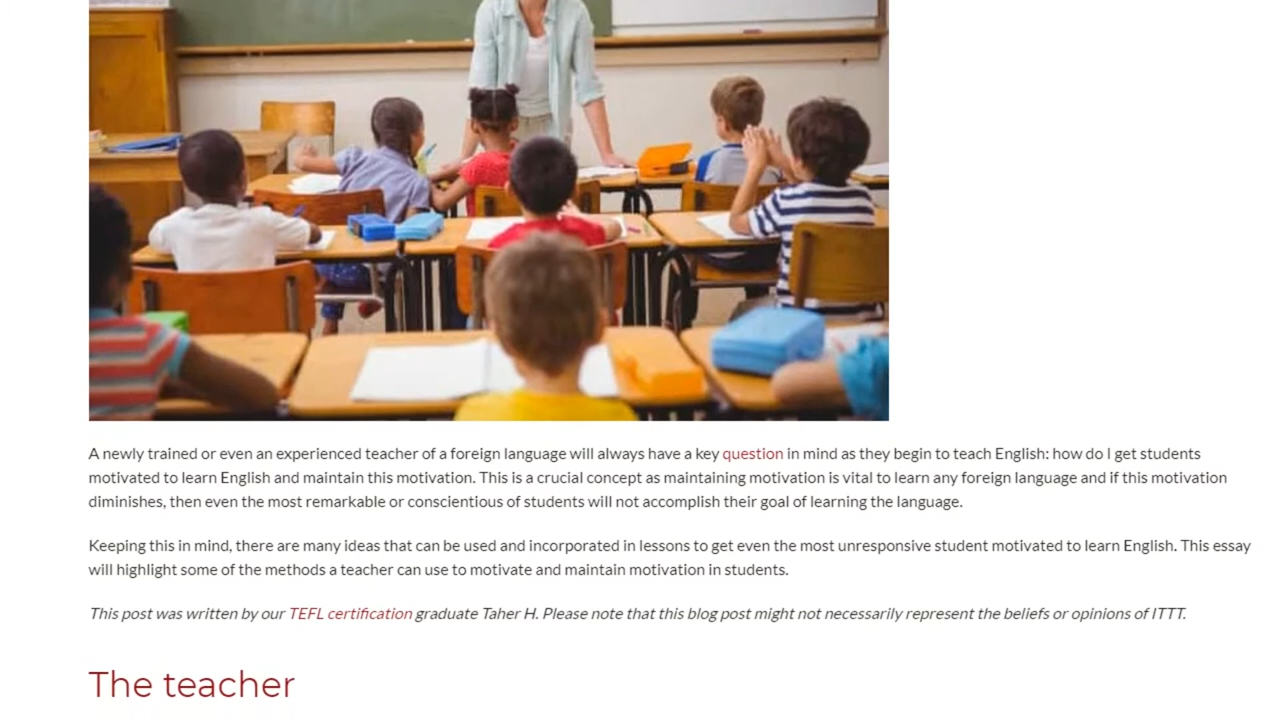 A newly trained or even an experienced teacher of a foreign language will always have a key question in mind as they begin to teach English: how do I get students
motivated to learn English and maintain this motivation. This is a crucial concept as maintaining motivation is vital to learn any foreign language and if this motivation
diminishes, then even the most remarkable or conscientious of students will not accomplish their goal of learning the language.
Keeping this in mind, there are many ideas that can be used and incorporated in lessons to get even the most unresponsive student motivated to learn English. This essay
will highlight some of the methods a teacher can use to motivate and maintain motivation in students.
This post was written by our TEFL certification graduate Taher H. Please note that this blog post might not necessarily represent the beliefs or opinions of ITTT.
The teacher